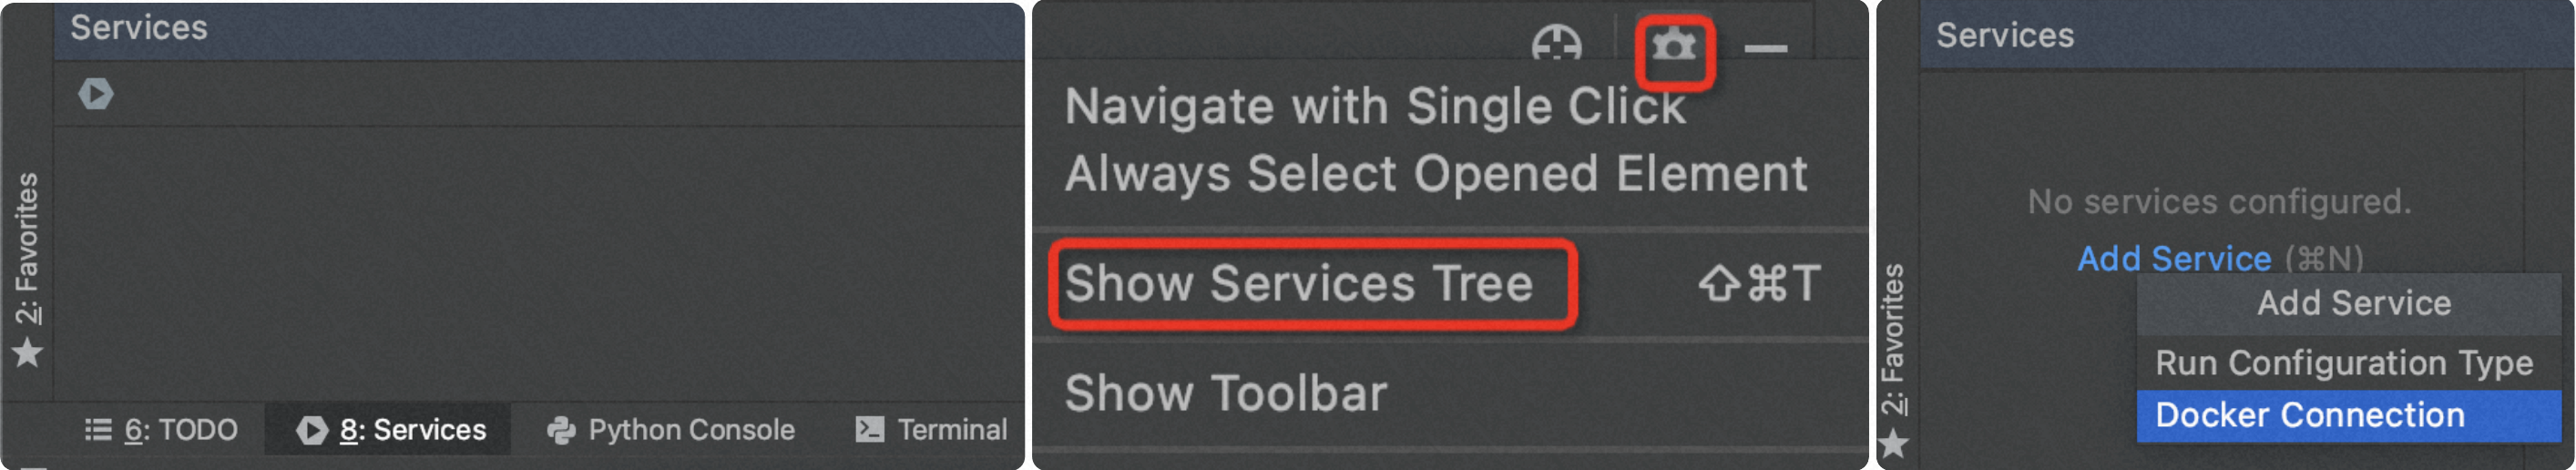 Services
2: Favorites
6: TODO
8: Services
Python Console
Terminal
Navigate with Single Click
Always Select Opened Element
Show Services Tree ⇧⌘T
Show Toolbar
Services
No services configured.
Add Service (⌘N)
Add Service
Run Configuration Type
Docker Connection
2: Favorites